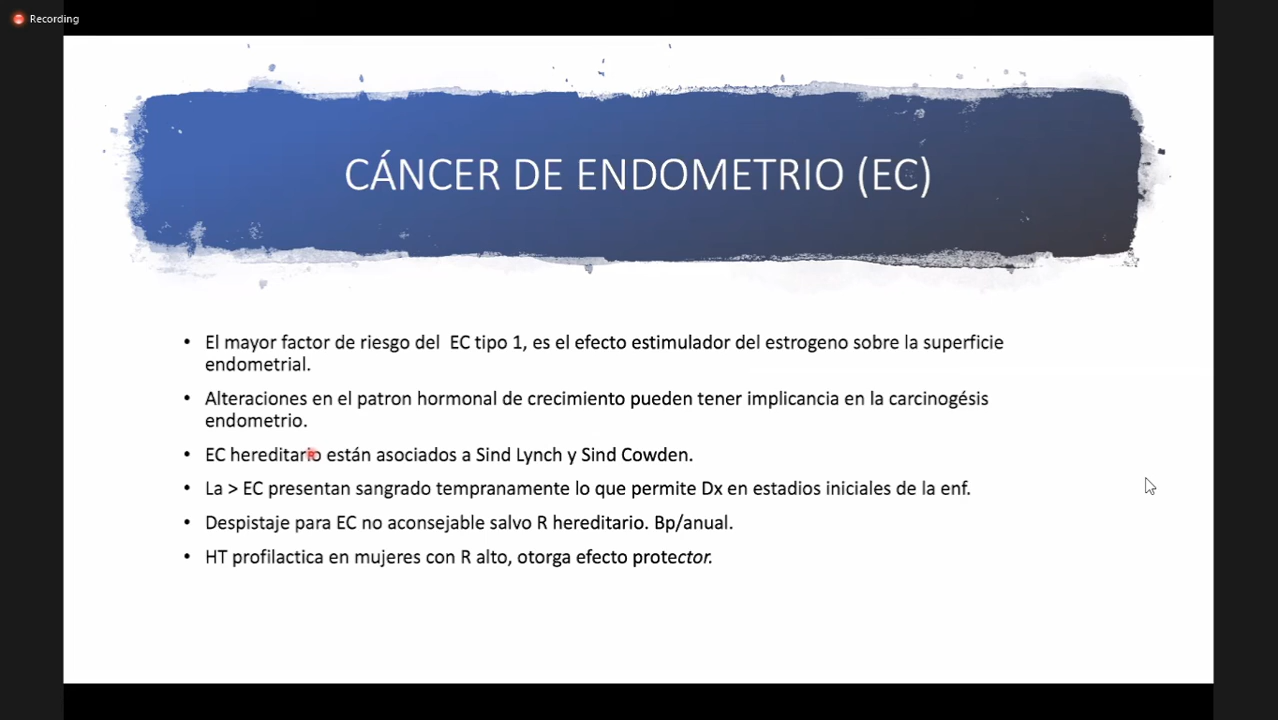 Recording
CÁNCER DE ENDOMETRIO (EC)
• El mayor factor de riesgo del EC tipo 1, es el efecto estimulador del estrogeno sobre la superficie
endometrial.
• Alteraciones en el patron hormonal de crecimiento pueden tener implicancia en la carcinogésis
endometrio.
• EC hereditario están asociados a Sind Lynch y Sind Cowden.
• La > EC presentan sangrado tempranamente lo que permite Dx en estadios iniciales de la enf.
• Despistaje para EC no aconsejable salvo R hereditario. Bp/anual.
• HT profilactica en mujeres con R alto, otorga efecto protector.